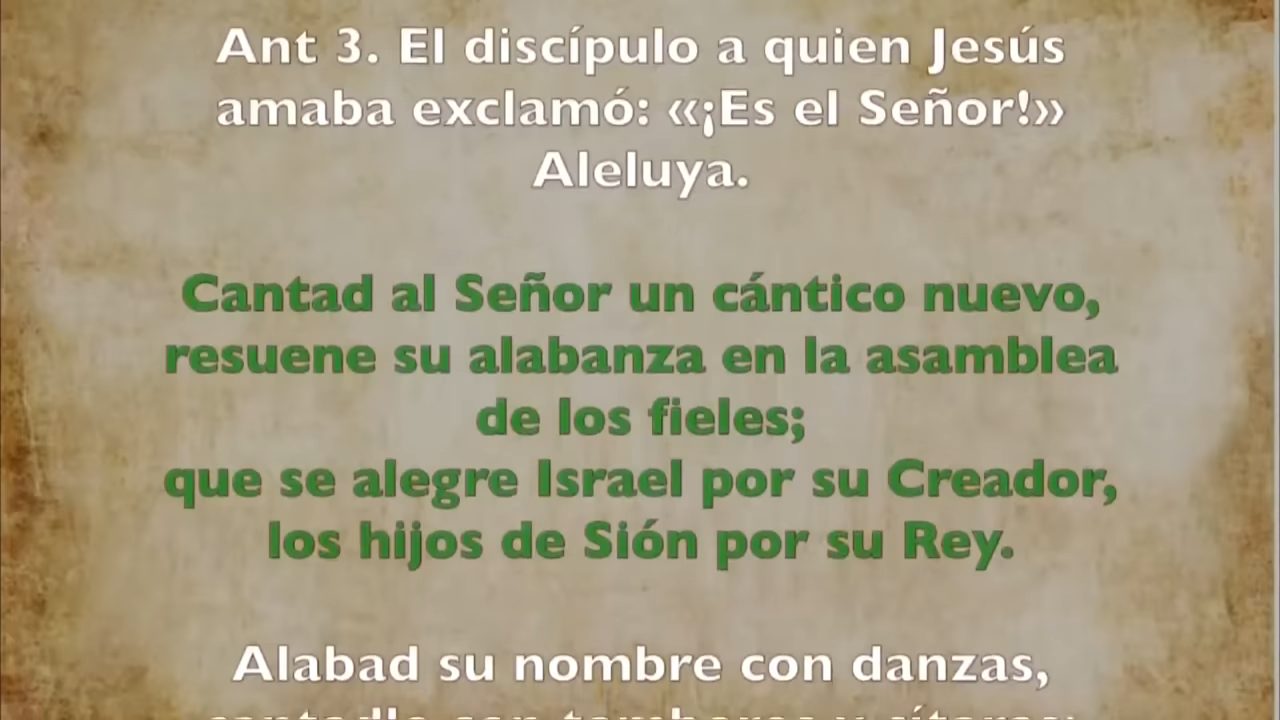 Ant 3. El discípulo a quien Jesús
amaba exclamó: «¡Es el Señor!»
Aleluya.
Cantad al Señor un cántico nuevo,
resuene su alabanza en la asamblea
de los fieles;
que se alegre Israel por su Creador,
los hijos de Sión por su Rey.
Alabad su nombre con danzas,